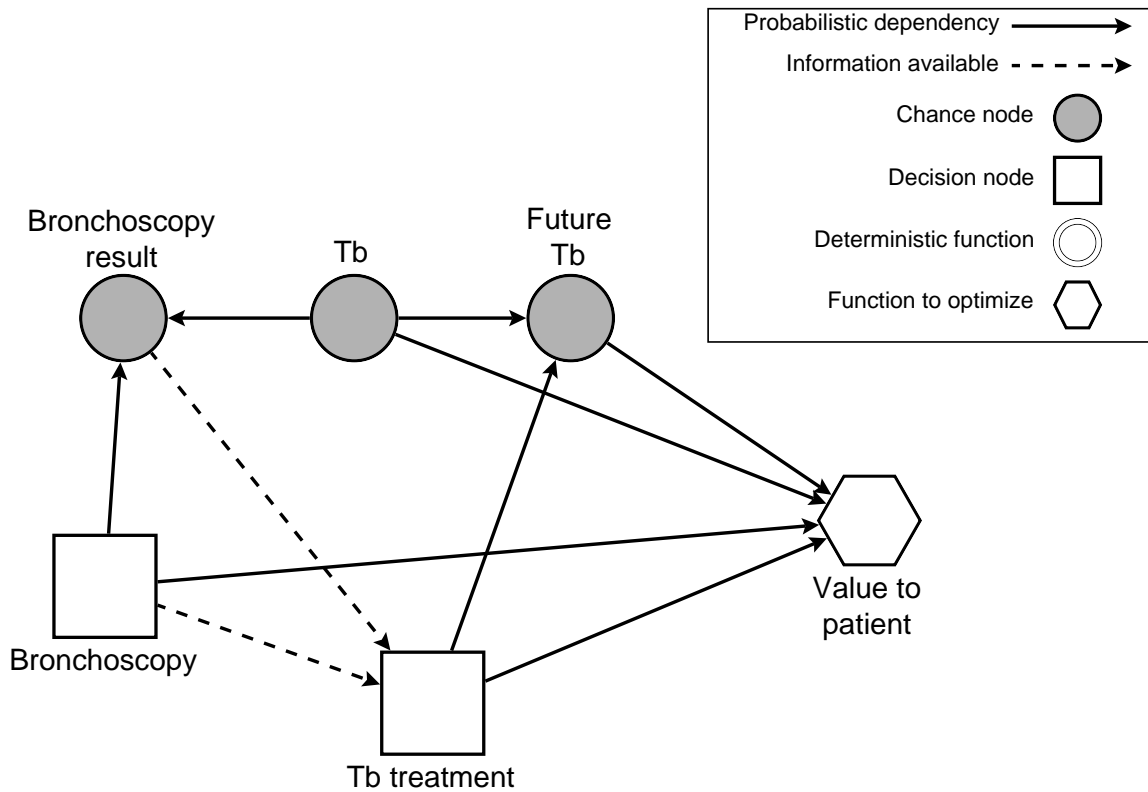 Probabilistic dependency
Information available
Chance node
Decision node
Deterministic function
Function to optimize
Bronchoscopy
result
Tb
Future
Tb
Value to
patient
Bronchoscopy
Tb treatment